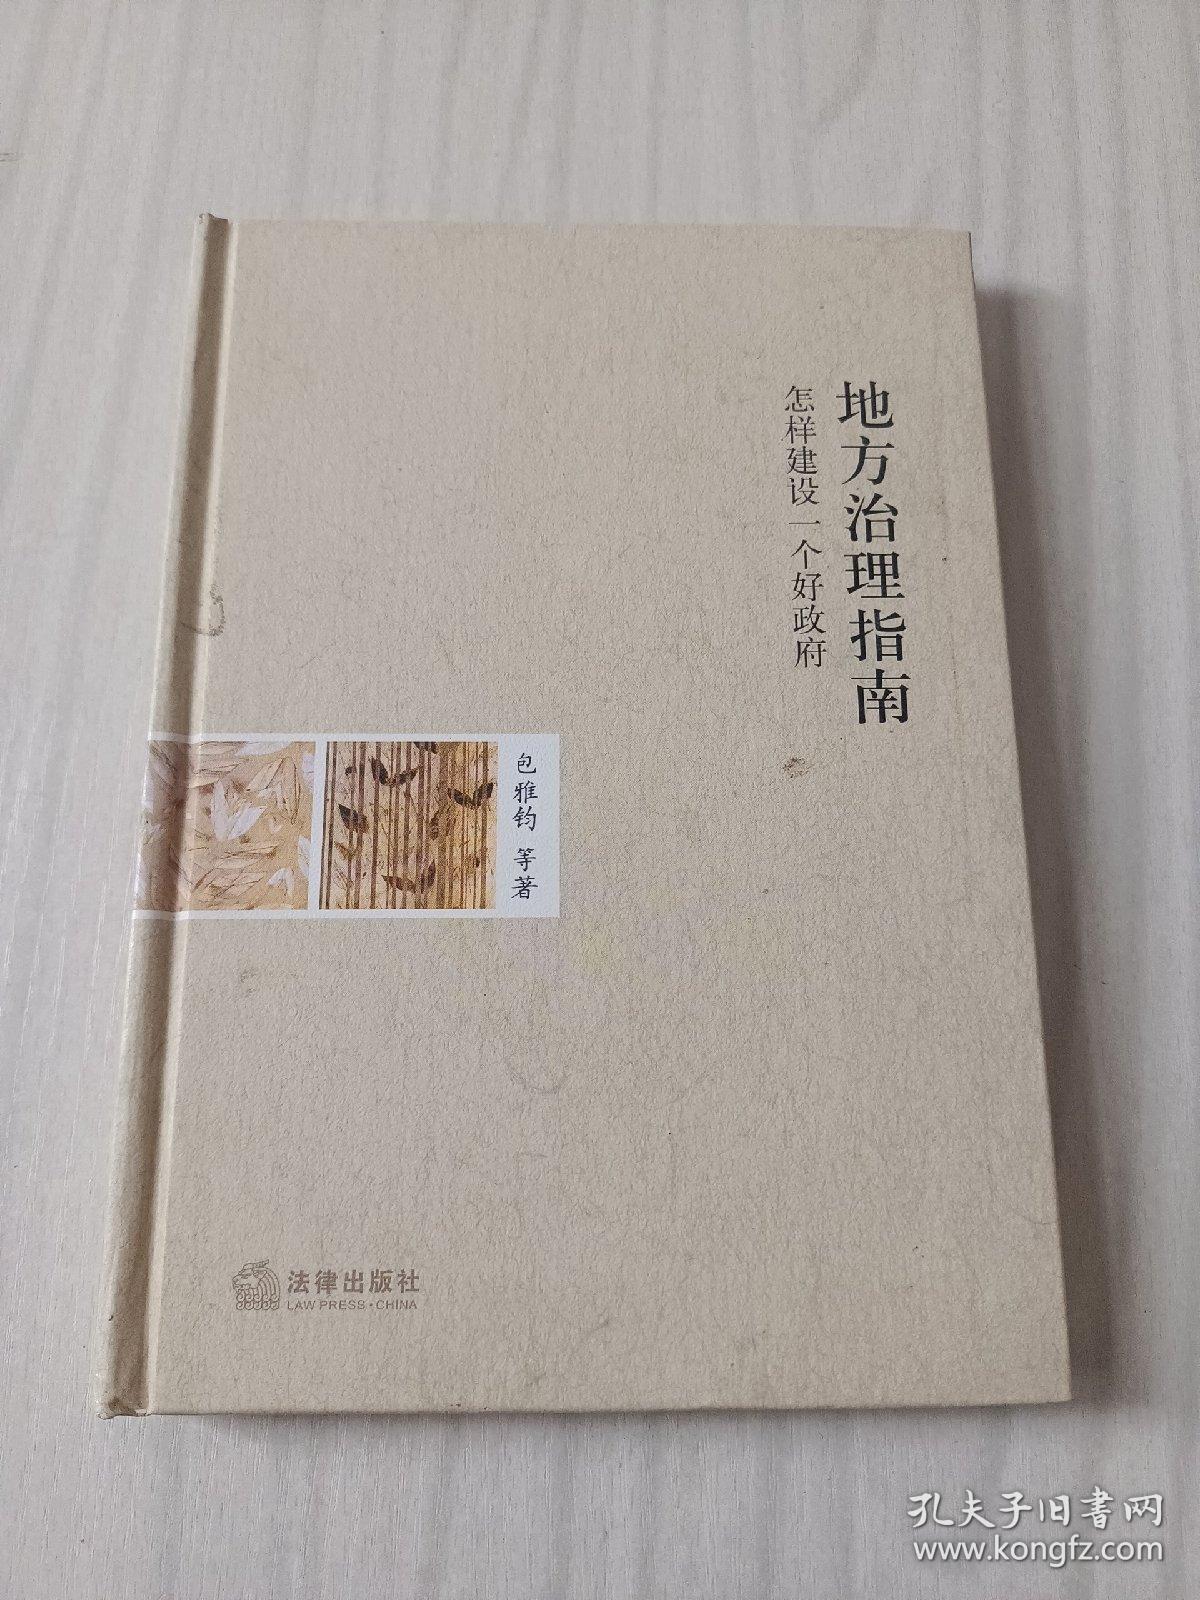 地方治理指南
怎样建设一个好政府
包雅钧 等著
法律出版社
LAW PRESS·CHINA
孔夫子旧书网
www.kongfz.com